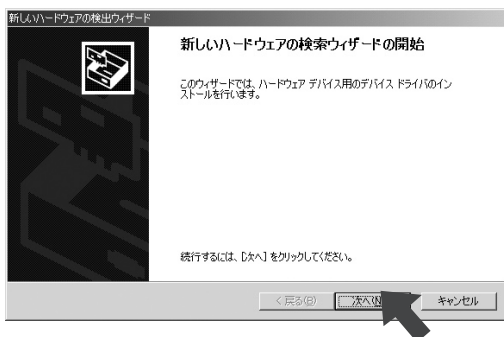 新しいハードウェアの検出ウィザード
新しいハードウェアの検索ウィザードの開始
このウィザードでは、ハードウェア デバイス用のデバイス ドライバのイン
ストールを行います。
続行するには、[次へ] をクリックしてください。
< 戻る(B)
次へ(N
キャンセル